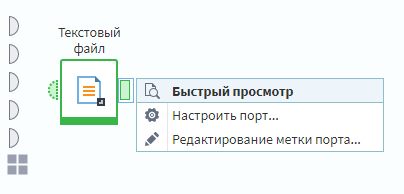 Текстовый
файл
Быстрый просмотр
Настроить порт...
Редактирование метки порта...